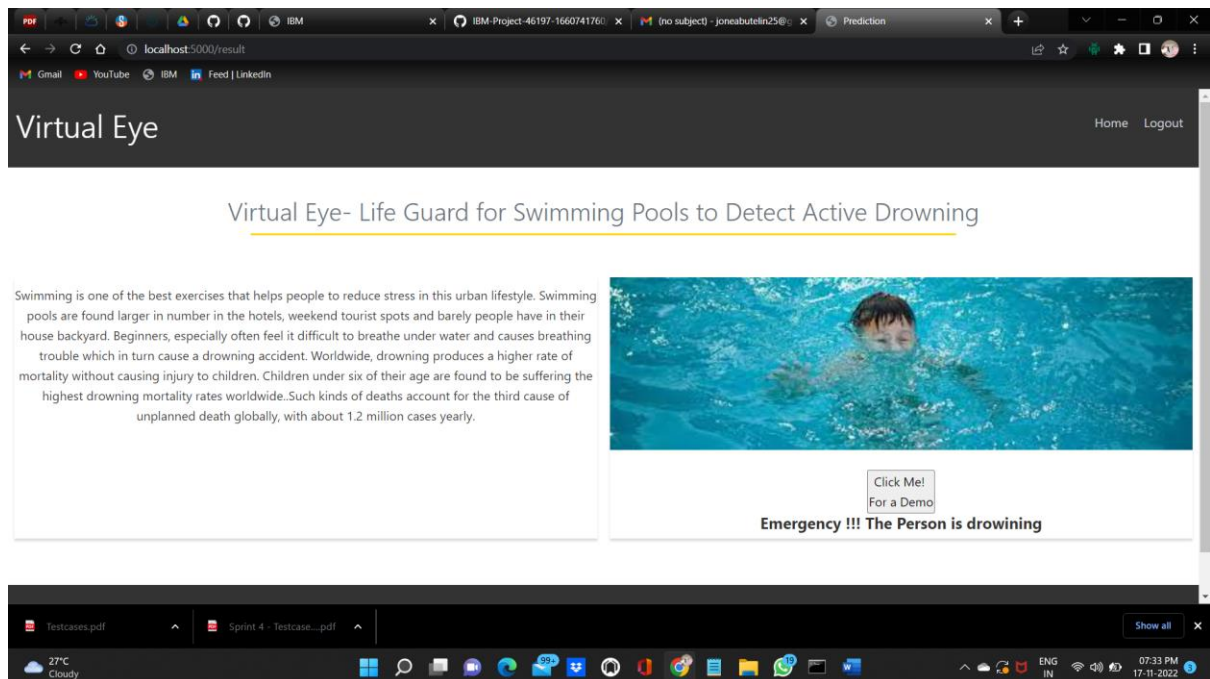 PDF
IBM
IBM-Project-46197-1660741760
(no subject) - joneabutelin25@g
Prediction
localhost:5000/result
Gmail
YouTube
IBM
Feed | LinkedIn
Virtual Eye
Home
Logout
Virtual Eye- Life Guard for Swimming Pools to Detect Active Drowning
Swimming is one of the best exercises that helps people to reduce stress in this urban lifestyle. Swimming
pools are found larger in number in the hotels, weekend tourist spots and barely people have in their
house backyard. Beginners, especially often feel it difficult to breathe under water and causes breathing
trouble which in turn cause a drowning accident. Worldwide, drowning produces a higher rate of
mortality without causing injury to children. Children under six of their age are found to be suffering the
highest drowning mortality rates worldwide..Such kinds of deaths account for the third cause of
unplanned death globally, with about 1.2 million cases yearly.
Click Me!
For a Demo
Emergency !!! The Person is drowining
Testcases.pdf
Sprint 4 - Testcase....pdf
Show all
27°C
Cloudy
99+
19
ENG
IN
07:33 PM
17-11-2022
3